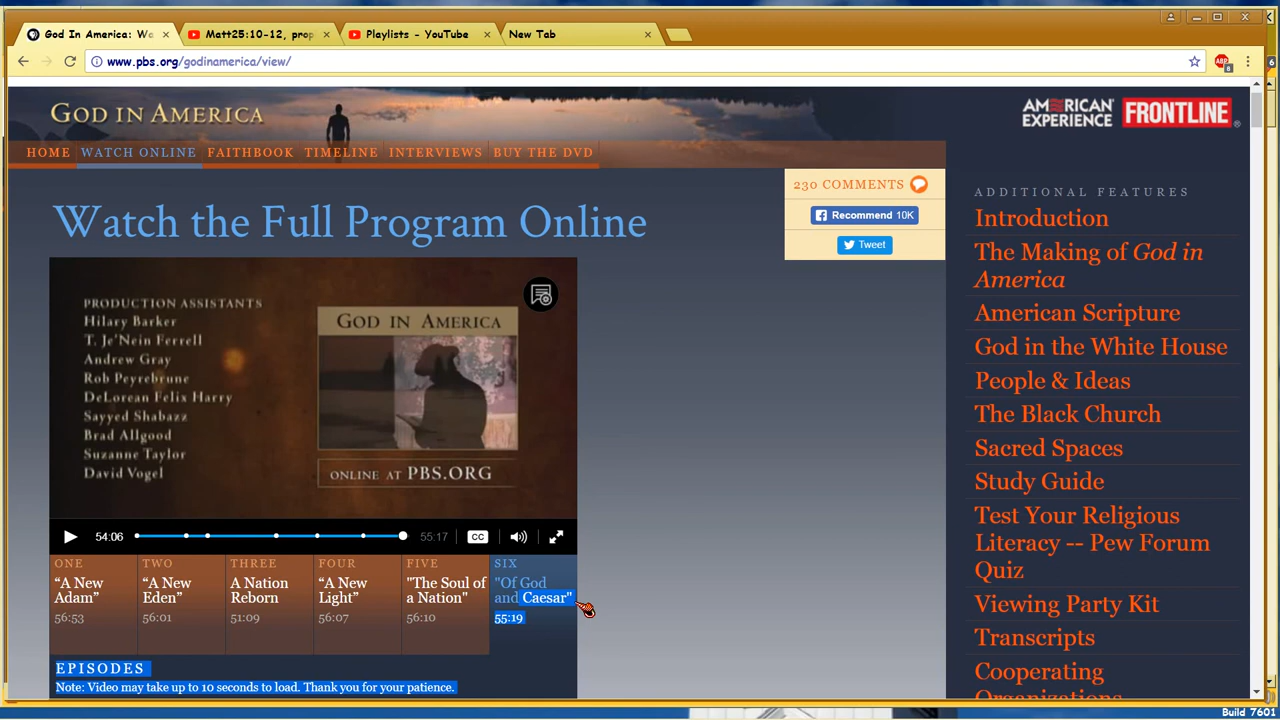 God In America: Wa
Matt25:10-12, prop
Playlists - YouTube
New Tab
www.pbs.org/godinamerica/view/
ABP
8
6
GOD IN AMERICA
AMERICAN
EXPERIENCE
FRONTLINE
HOME
WATCH ONLINE
FAITHBOOK
TIMELINE
INTERVIEWS
BUY THE DVD
Watch the Full Program Online
230 COMMENTS
Recommend 10K
Tweet
PRODUCTION ASSISTANTS
Hilary Barker
T. Je'Nein Ferrell
Andrew Gray
Rob Peyrebrune
DeLorean Felix Harry
Sayyed Shabazz
Brad Allgood
Suzanne Taylor
David Vogel
GOD IN AMERICA
ONLINE AT PBS.ORG
54:06
55:17
CC
ONE
“A New
Adam”
56:53
TWO
“A New
Eden”
56:01
THREE
A Nation
Reborn
51:09
FOUR
“A New
Light”
56:07
FIVE
"The Soul of
a Nation"
56:10
SIX
"Of God
and Caesar"
55:19
EPISODES
Note: Video may take up to 10 seconds to load. Thank you for your patience.
ADDITIONAL FEATURES
Introduction
The Making of God in
America
American Scripture
God in the White House
People & Ideas
The Black Church
Sacred Spaces
Study Guide
Test Your Religious
Literacy -- Pew Forum
Quiz
Viewing Party Kit
Transcripts
Cooperating
Organizations
Build 7601